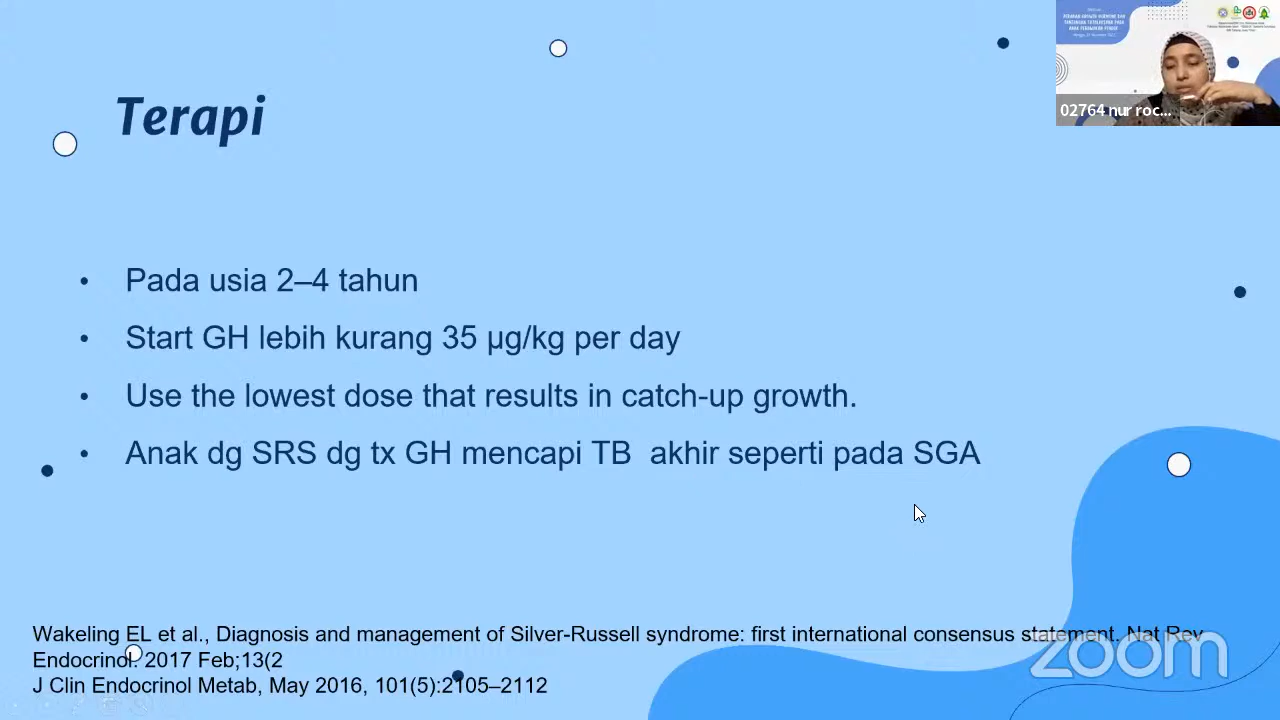 Terapi
• Pada usia 2–4 tahun
• Start GH lebih kurang 35 µg/kg per day
• Use the lowest dose that results in catch-up growth.
• Anak dg SRS dg tx GH mencapi TB akhir seperti pada SGA
Wakeling EL et al., Diagnosis and management of Silver-Russell syndrome: first international consensus statement. Nat Rev
Endocrinol. 2017 Feb;13(2
J Clin Endocrinol Metab, May 2016, 101(5):2105–2112
02764 nur roc...
zoom